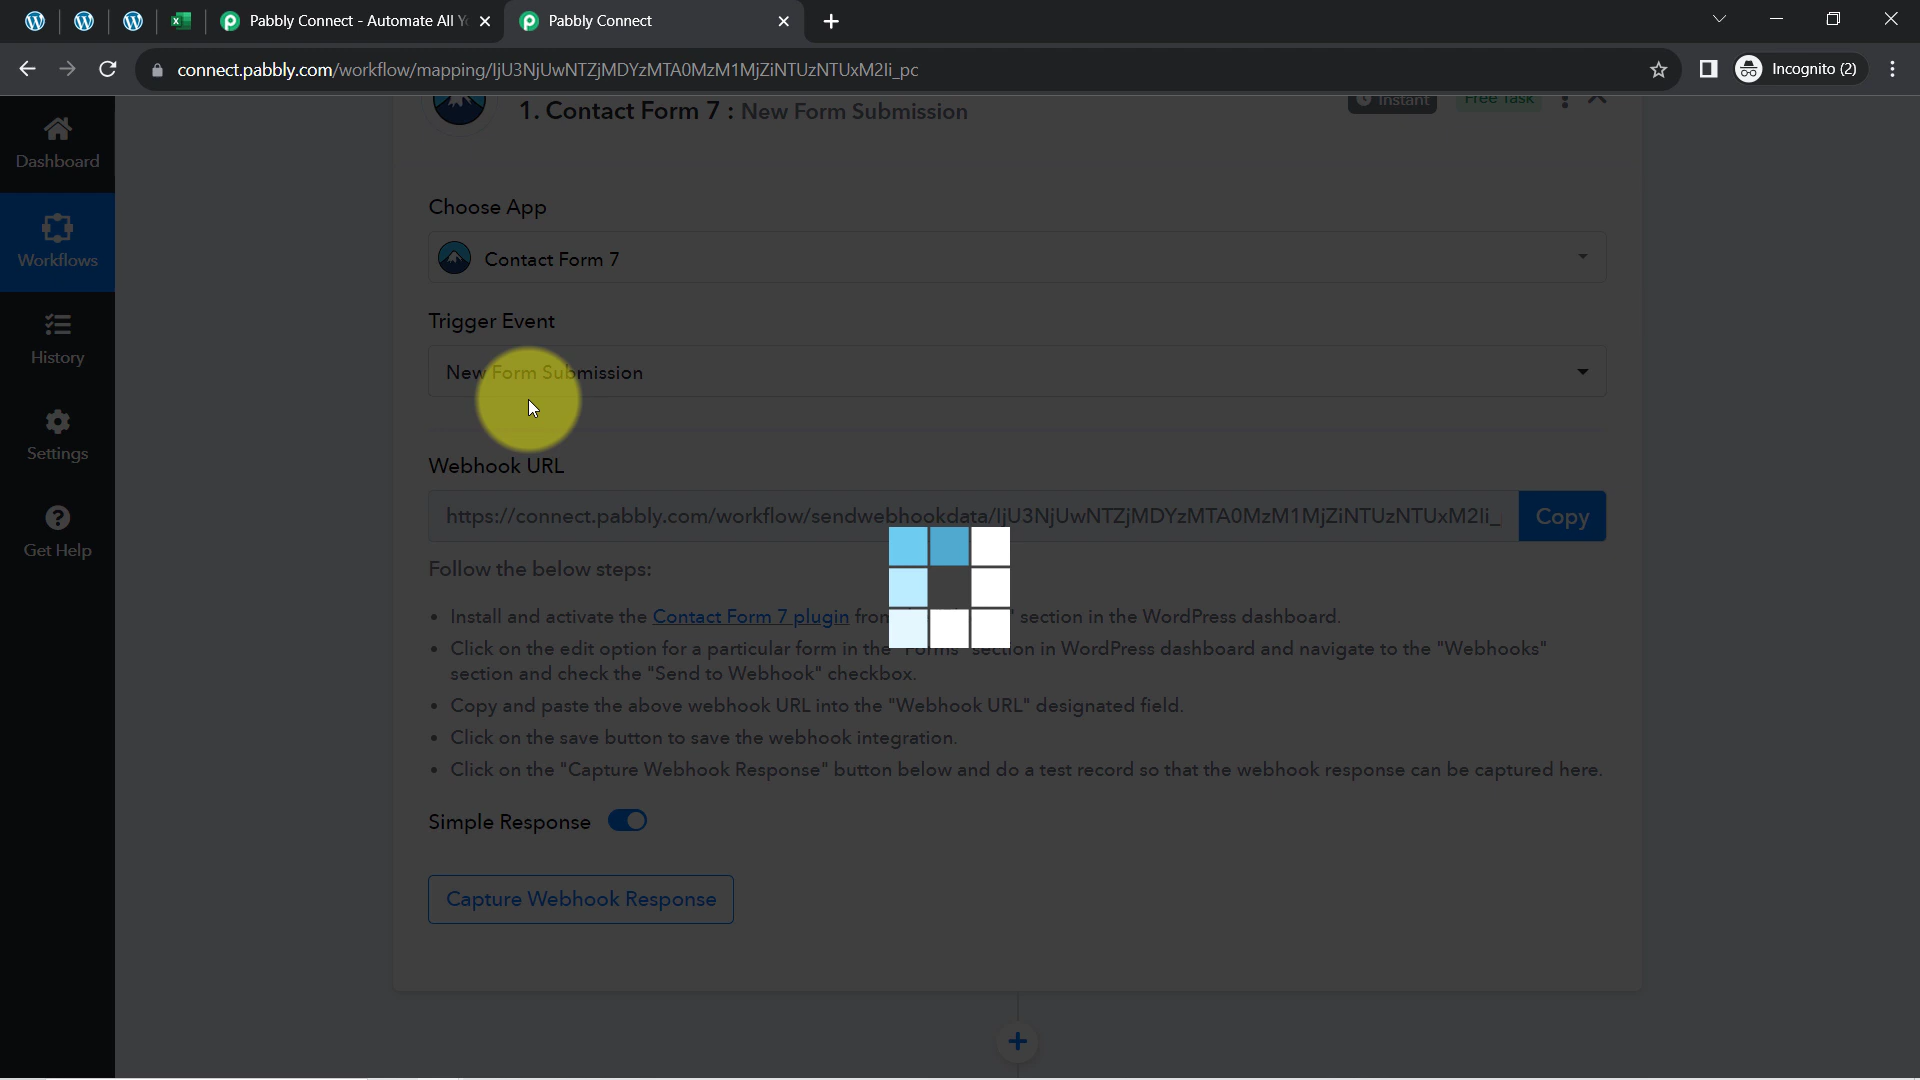 Pabbly Connect - Automate All
Pabbly Connect
connect.pabbly.com/workflow/mapping/IjU3NjUwNTZjMDYzMTA0MzM1MjZiNTUzNTUxM2Ii_pc
Incognito (2)
Dashboard
Workflows
History
Settings
Get Help
1. Contact Form 7 : New Form Submission
Instant
Free Task
Choose App
Contact Form 7
Trigger Event
New Form Submission
Webhook URL
https://connect.pabbly.com/workflow/sendwebhookdata/IjU3NjUwNTZjMDYzMTA0MzM1MjZiNTUzNTUxM2Ii_
Copy
Follow the below steps:
• Install and activate the Contact Form 7 plugin from section in the WordPress dashboard.
• Click on the edit option for a particular form in the "Forms" section in WordPress dashboard and navigate to the "Webhooks"
section and check the "Send to Webhook" checkbox.
• Copy and paste the above webhook URL into the "Webhook URL" designated field.
• Click on the save button to save the webhook integration.
• Click on the "Capture Webhook Response" button below and do a test record so that the webhook response can be captured here.
Simple Response
Capture Webhook Response